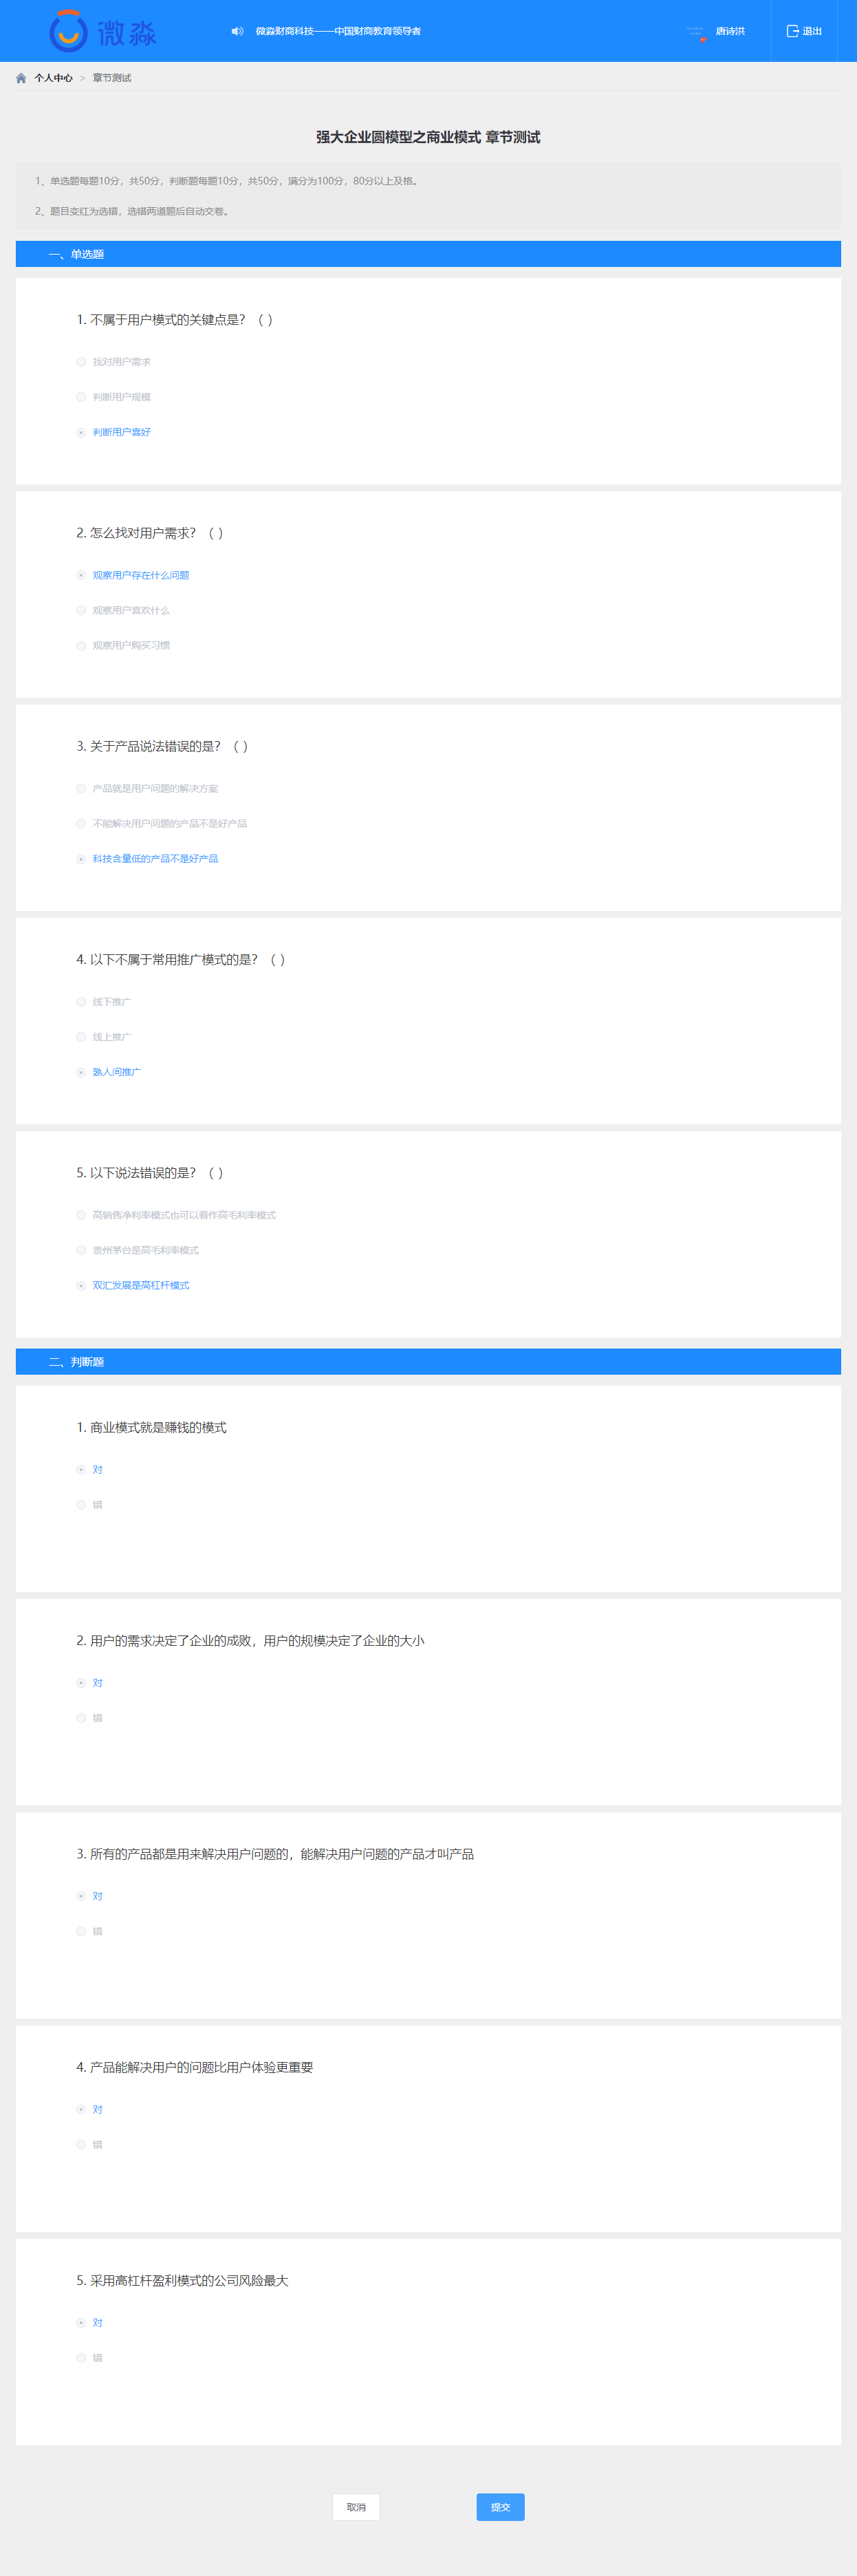 微淼
微淼财商科技——中国财商教育领导者
唐诗洪
退出
个人中心 > 章节测试
强大企业圆模型之商业模式 章节测试
1、单选题每题10分，共50分，判断题每题10分，共50分，满分为100分，80分以上及格。
2、题目变红为选错，选错两道题后自动交卷。
一、单选题
1. 不属于用户模式的关键点是？（ ）
找对用户需求
判断用户规模
判断用户喜好
2. 怎么找对用户需求？（ ）
观察用户存在什么问题
观察用户喜欢什么
观察用户购买习惯
3. 关于产品说法错误的是？（ ）
产品就是用户问题的解决方案
不能解决用户问题的产品不是好产品
科技含量低的产品不是好产品
4. 以下不属于常用推广模式的是？（ ）
线下推广
线上推广
熟人间推广
5. 以下说法错误的是？（ ）
高销售净利率模式也可以看作高毛利率模式
贵州茅台是高毛利率模式
双汇发展是高杠杆模式
二、判断题
1. 商业模式就是赚钱的模式
对
错
2. 用户的需求决定了企业的成败，用户的规模决定了企业的大小
对
错
3. 所有的产品都是用来解决用户问题的，能解决用户问题的产品才叫产品
对
错
4. 产品能解决用户的问题比用户体验更重要
对
错
5. 采用高杠杆盈利模式的公司风险最大
对
错
取消
提交